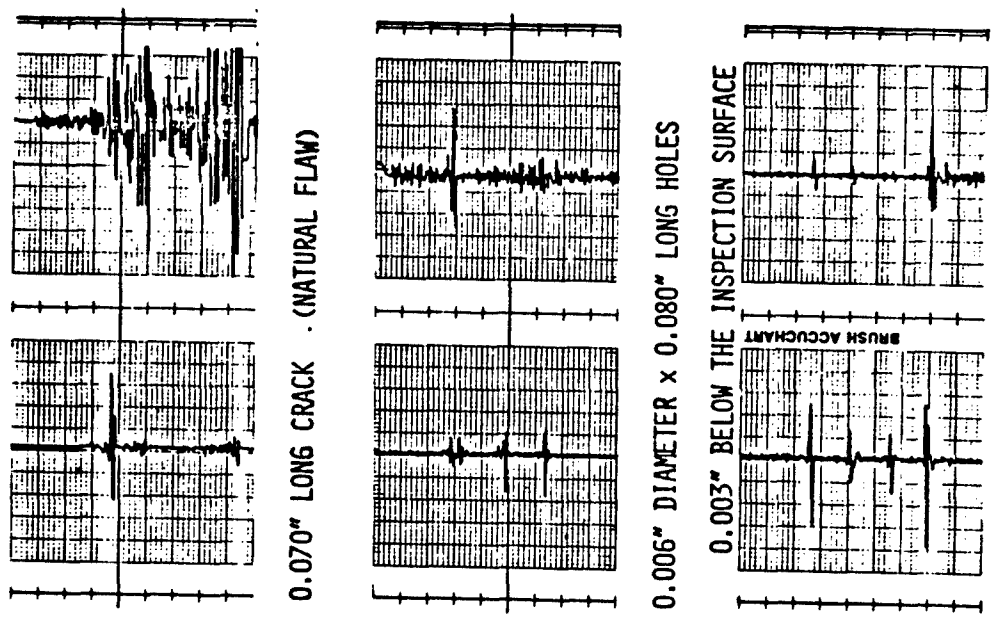 0.070" LONG CRACK . (NATURAL FLAW)
0.006" DIAMETER x 0.080" LONG HOLES
0.003" BELOW THE INSPECTION SURFACE
BRUSH ACCUCHART